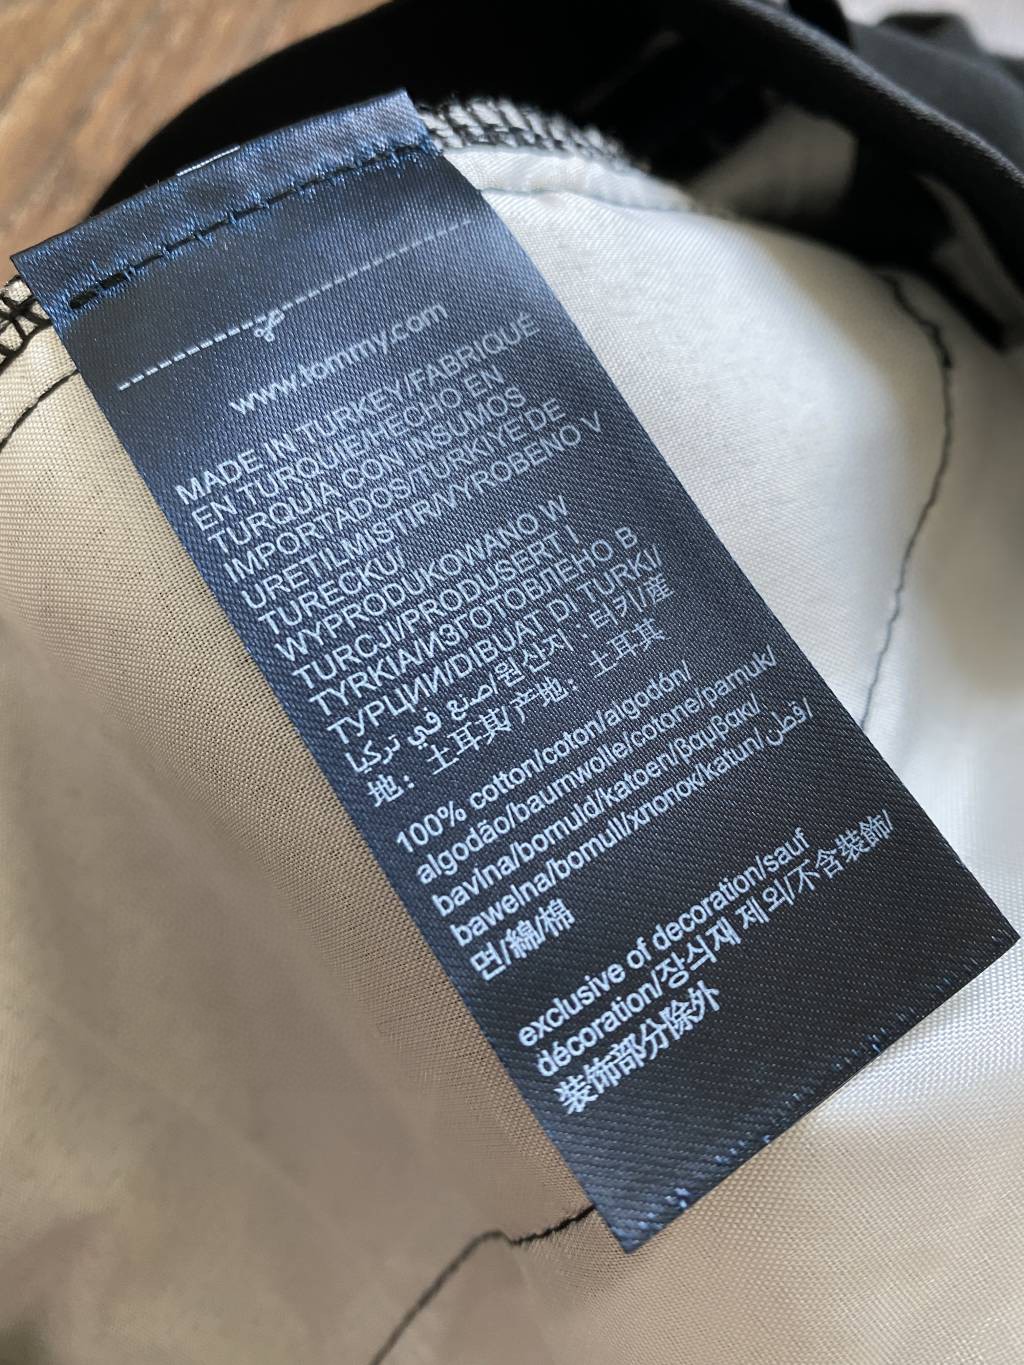 www.tommy.com
MADE IN TURKEY/FABRIQUÉ
EN TURQUIE/HECHO EN
TURQUÍA CON INSUMOS
IMPORTADOS/TURKIYE DE
URETILMISTIR/VYROBENO V
TURECKU/
WYPRODUKOWANO W
TURCJI/PRODUSERT I
TYRKIA/ИЗГОТОВЛЕНО В
ТУРЦИИ/DIBUAT DI TURKI/
صنع في تركيا/원산지 : 터키/產
地： 土耳其/产地： 土耳其
100% cotton/coton/algodón/
algodão/baumwolle/cotone/pamuk/
bavlna/bomuld/katoen/βαμβακι/
bawelna/bomull/хлопок/katun/قطن/
면/綿/棉
exclusive of decoration/sauf
décoration/장식재 제외/不含裝飾/
装饰部分除外